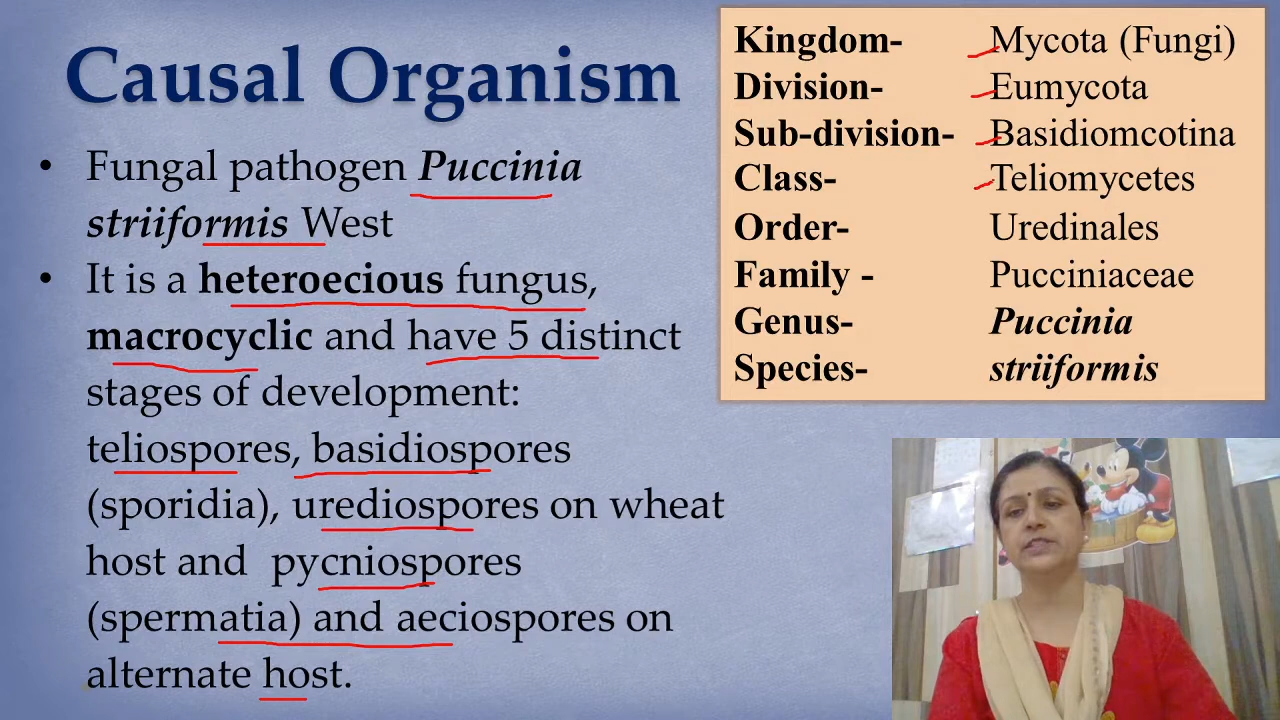 Causal Organism
• Fungal pathogen Puccinia
striiformis West
• It is a heteroecious fungus,
macrocyclic and have 5 distinct
stages of development:
teliospores, basidiospores
(sporidia), urediospores on wheat
host and pycniospores
(spermatia) and aeciospores on
alternate host.
Kingdom- Mycota (Fungi)
Division- Eumycota
Sub-division- Basidiomcotina
Class- Teliomycetes
Order- Uredinales
Family - Pucciniaceae
Genus- Puccinia
Species- striiformis